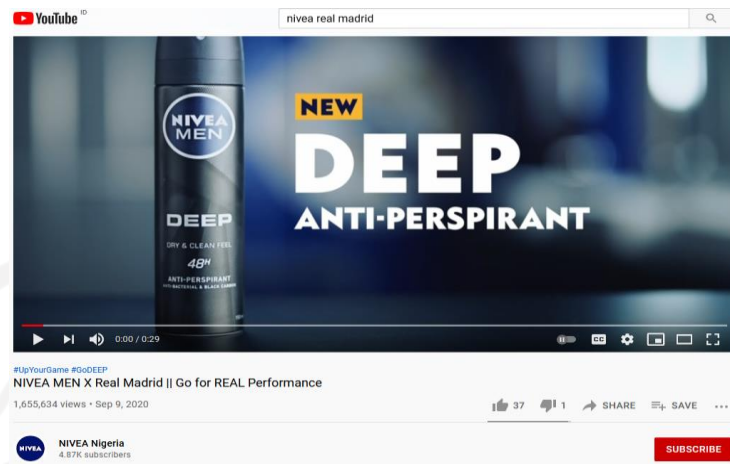 YouTube ID
nivea real madrid
NIVEA
MEN
DEEP
DRY & CLEAN FEEL
48H
ANTI-PERSPIRANT
NEW
DEEP
ANTI-PERSPIRANT
0:00 / 0:29
CC
#UpYourGame #GoDEEP
NIVEA MEN X Real Madrid || Go for REAL Performance
1,655,634 views • Sep 9, 2020
37
1
SHARE
SAVE
NIVEA
NIVEA Nigeria
4.87K subscribers
SUBSCRIBE